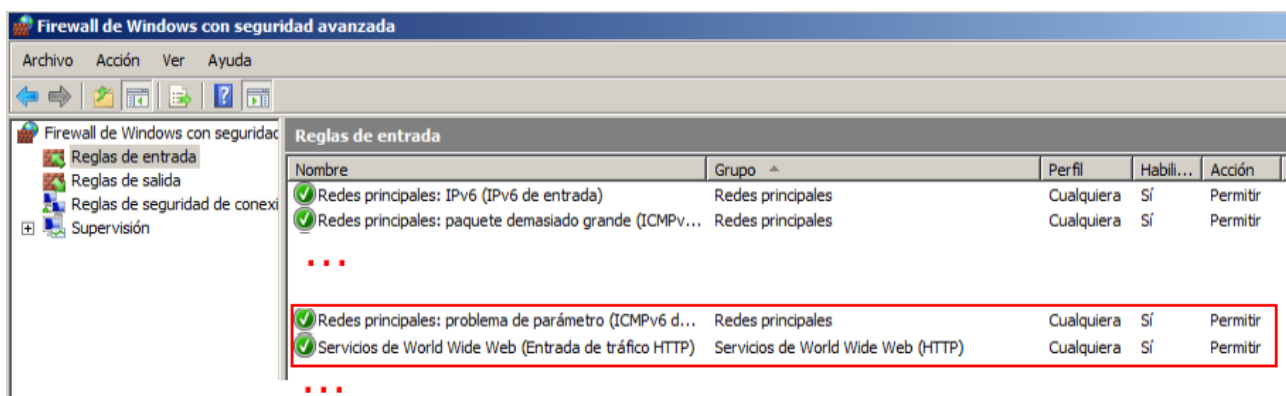 Firewall de Windows con seguridad avanzada
Archivo Acción Ver Ayuda
Firewall de Windows con seguridad
Reglas de entrada
Reglas de salida
Reglas de seguridad de conexi
Supervisión
Reglas de entrada
Nombre Grupo Perfil Habili... Acción
Redes principales: IPv6 (IPv6 de entrada) Redes principales Cualquiera Sí Permitir
Redes principales: paquete demasiado grande (ICMPv... Redes principales Cualquiera Sí Permitir
...
Redes principales: problema de parámetro (ICMPv6 d... Redes principales Cualquiera Sí Permitir
Servicios de World Wide Web (Entrada de tráfico HTTP) Servicios de World Wide Web (HTTP) Cualquiera Sí Permitir
...